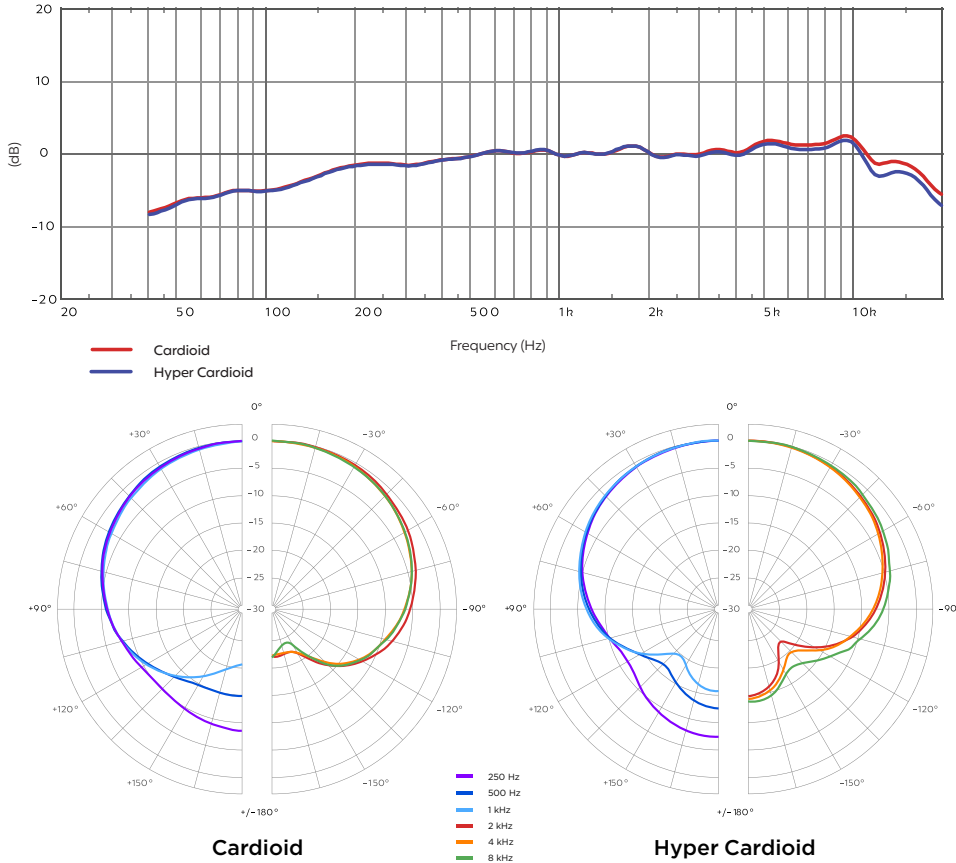 20
10
0
-10
-20
(dB)
20 50 100 200 500 1k 2k 5k 10k
Frequency (Hz)
Cardioid
Hyper Cardioid
0° 0°
+30° 0 -30° +30° 0 -30°
-5 -5
+60° -10 -60° +60° -10 -60°
-15 -15
-20 -20
-25 -25
+90° -30 -90° +90° -30 -90
+120° -120° +120° -120°
+150° -150° +150° -150°
+/-180° +/-180°
250 Hz
500 Hz
1 kHz
2 kHz
4 kHz
8 kHz
Cardioid Hyper Cardioid